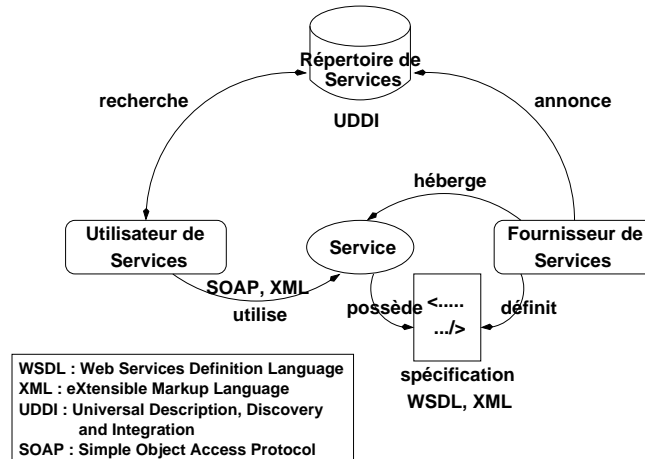 Répertoire de
Services
recherche
annonce
UDDI
héberge
Utilisateur de
Services
Service
Fournisseur de
Services
SOAP, XML
utilise
possède
<.....
.../>
définit
spécification
WSDL, XML
WSDL : Web Services Definition Language
XML : eXtensible Markup Language
UDDI : Universal Description, Discovery
and Integration
SOAP : Simple Object Access Protocol